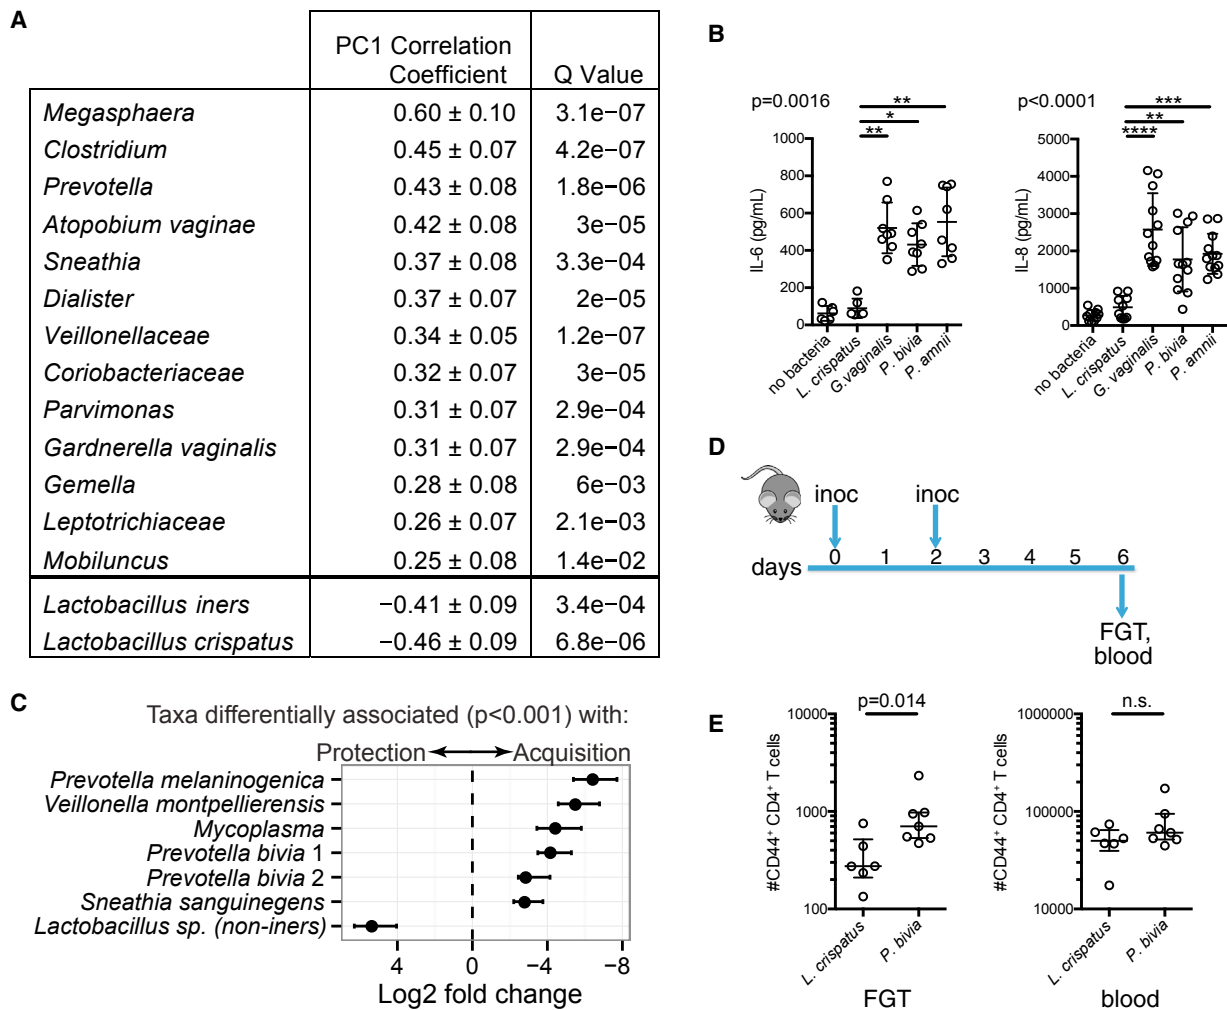 A
PC1 Correlation
Coefficient
Q Value
Megasphaera 0.60 ± 0.10 3.1e−07
Clostridium 0.45 ± 0.07 4.2e−07
Prevotella 0.43 ± 0.08 1.8e−06
Atopobium vaginae 0.42 ± 0.08 3e−05
Sneathia 0.37 ± 0.08 3.3e−04
Dialister 0.37 ± 0.07 2e−05
Veillonellaceae 0.34 ± 0.05 1.2e−07
Coriobacteriaceae 0.32 ± 0.07 3e−05
Parvimonas 0.31 ± 0.07 2.9e−04
Gardnerella vaginalis 0.31 ± 0.07 2.9e−04
Gemella 0.28 ± 0.08 6e−03
Leptotrichiaceae 0.26 ± 0.07 2.1e−03
Mobiluncus 0.25 ± 0.08 1.4e−02
Lactobacillus iners −0.41 ± 0.09 3.4e−04
Lactobacillus crispatus −0.46 ± 0.09 6.8e−06
B
p=0.0016
**
*
**
1000
800
600
400
200
0
IL-6 (pg/mL)
no bacteria
L. crispatus
G. vaginalis
P. bivia
P. amnii
p<0.0001
***
**
****
5000
4000
3000
2000
1000
0
IL-8 (pg/mL)
no bacteria
L. crispatus
G. vaginalis
P. bivia
P. amnii
C
Taxa differentially associated (p<0.001) with:
Protection Acquisition
Prevotella melaninogenica
Veillonella montpellierensis
Mycoplasma
Prevotella bivia 1
Prevotella bivia 2
Sneathia sanguinegens
Lactobacillus sp. (non-iners)
4 0 −4 −8
Log2 fold change
D
inoc inoc
days 0 1 2 3 4 5 6
FGT,
blood
E
p=0.014
10000
1000
100
#CD44+ CD4+ T cells
L. crispatus
P. bivia
FGT
n.s.
1000000
100000
10000
#CD44+ CD4+ T cells
L. crispatus
P. bivia
blood